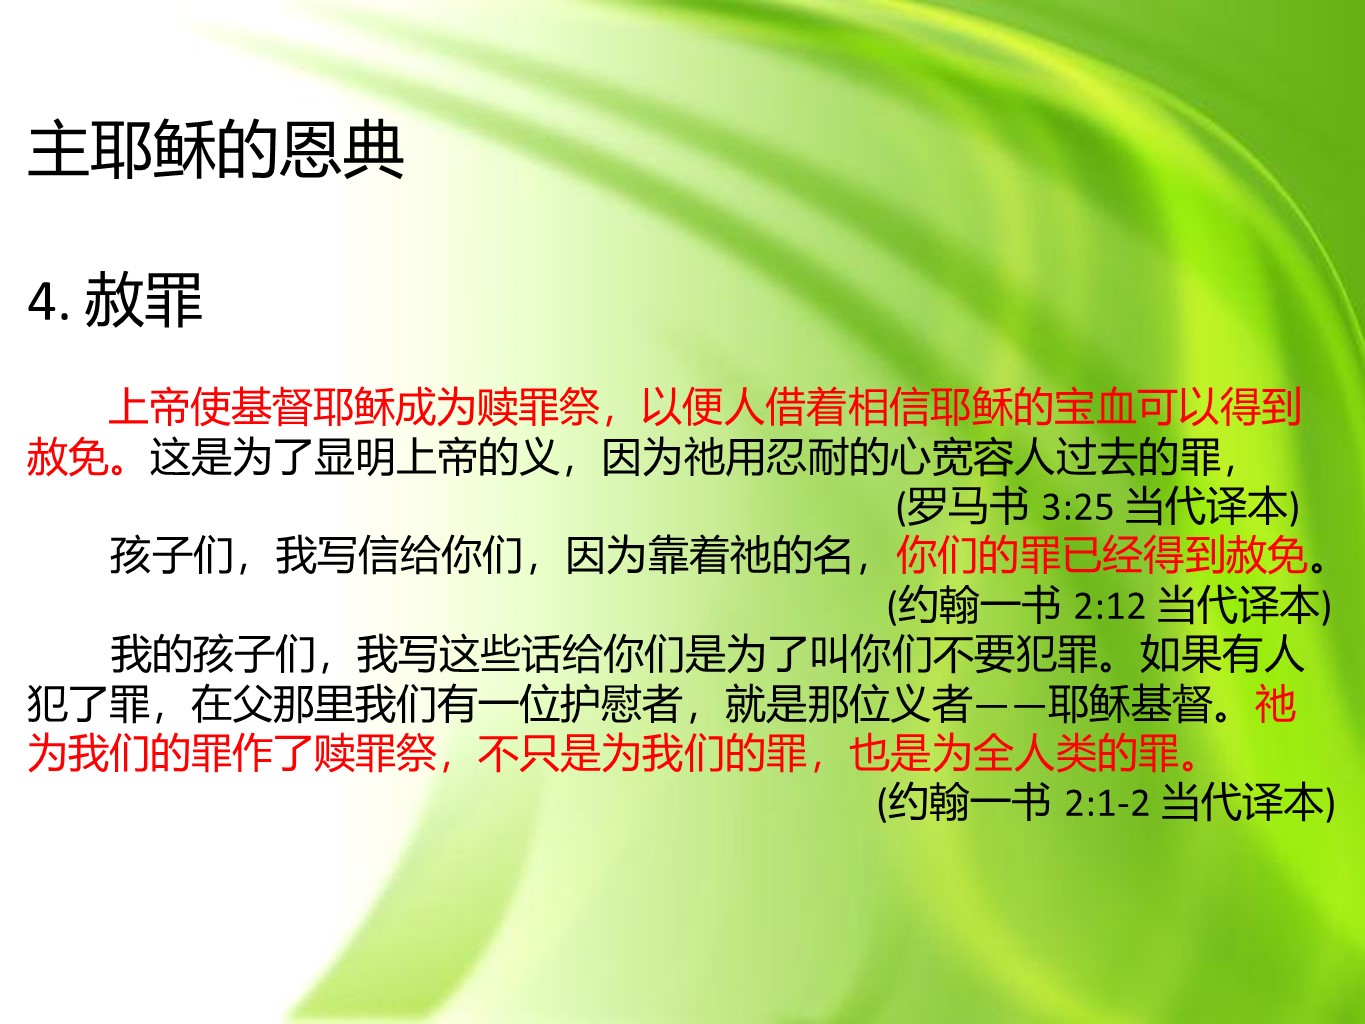 主耶稣的恩典
4. 赦罪
上帝使基督耶稣成为赎罪祭，以便人借着相信耶稣的宝血可以得到
赦免。这是为了显明上帝的义，因为祂用忍耐的心宽容人过去的罪，
(罗马书 3:25 当代译本)
孩子们，我写信给你们，因为靠着祂的名，你们的罪已经得到赦免。
(约翰一书 2:12 当代译本)
我的孩子们，我写这些话给你们是为了叫你们不要犯罪。如果有人
犯了罪，在父那里我们有一位护慰者，就是那位义者——耶稣基督。祂
为我们的罪作了赎罪祭，不只是为我们的罪，也是为全人类的罪。
(约翰一书 2:1-2 当代译本)